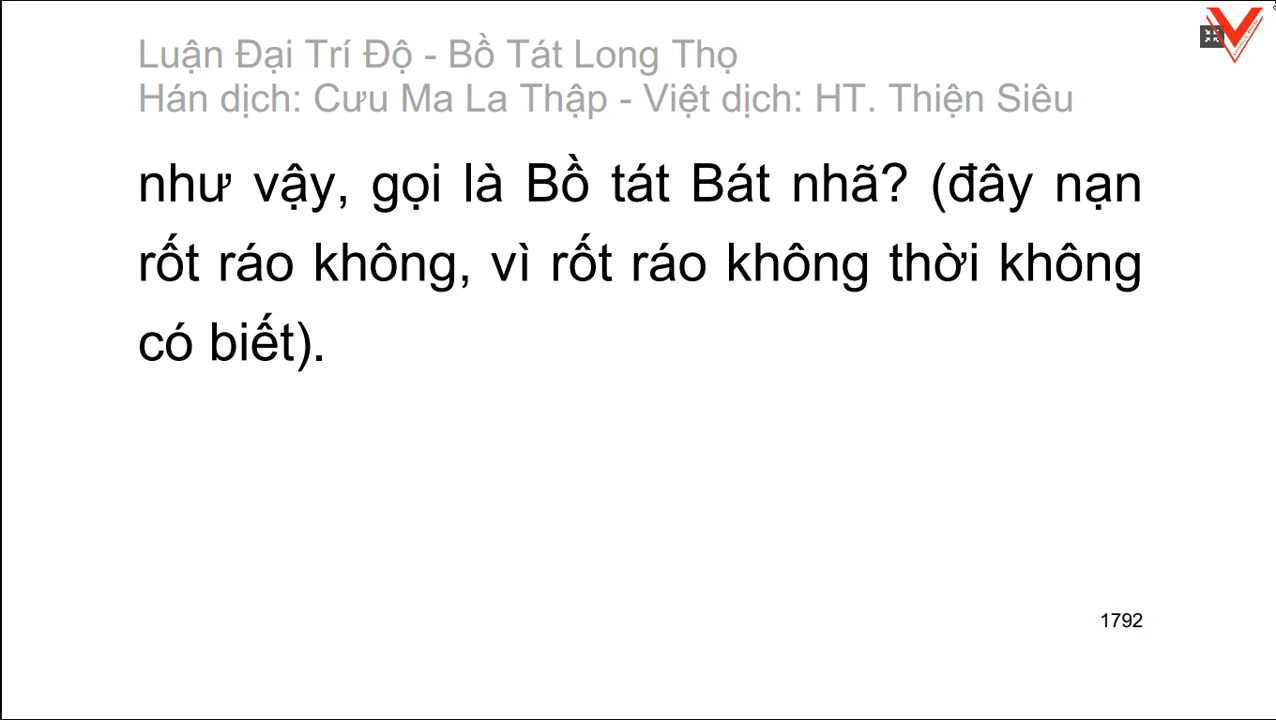 Luận Đại Trí Độ - Bồ Tát Long Thọ
Hán dịch: Cưu Ma La Thập - Việt dịch: HT. Thiện Siêu
như vậy, gọi là Bồ tát Bát nhã? (đây nạn
rốt ráo không, vì rốt ráo không thời không
có biết).
1792